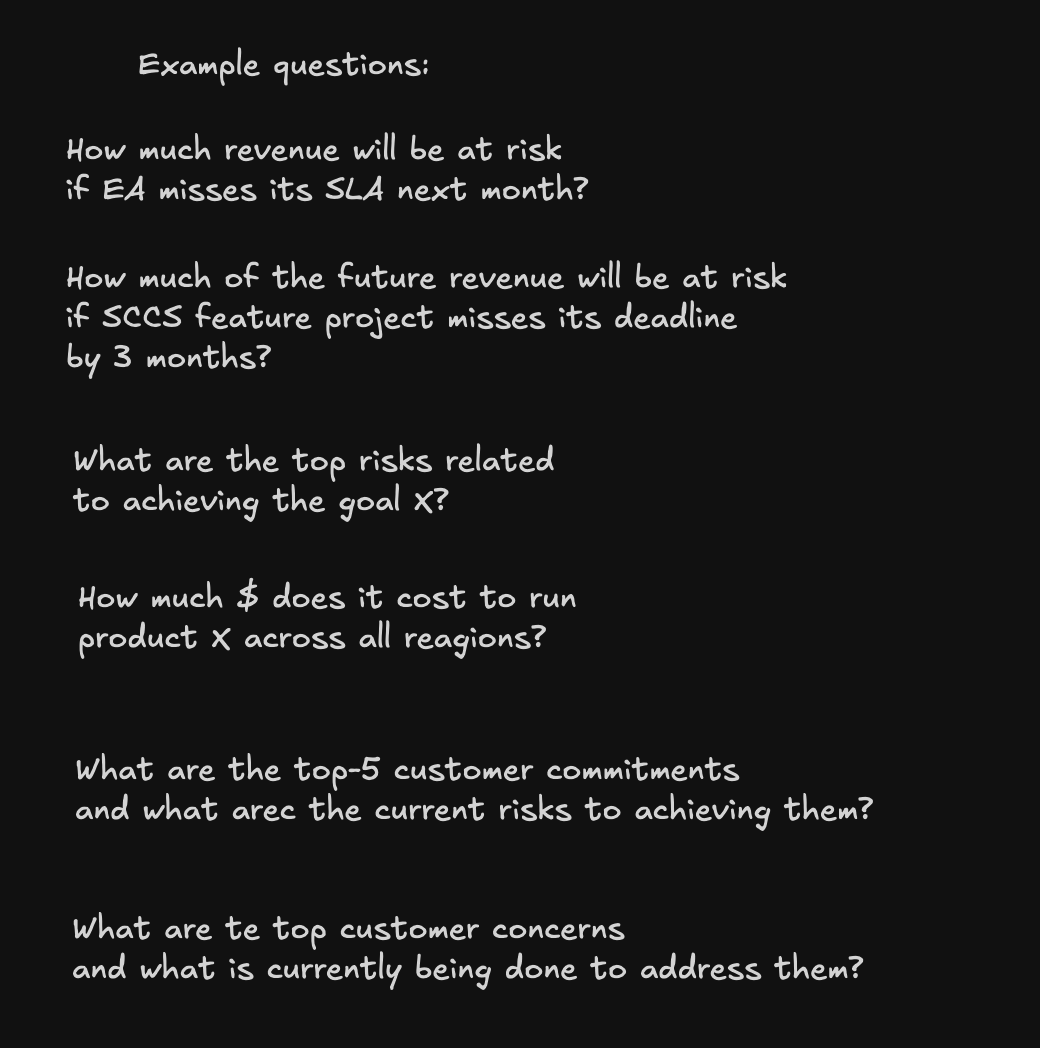 Example questions:
How much revenue will be at risk
if EA misses its SLA next month?
How much of the future revenue will be at risk
if SCCS feature project misses its deadline
by 3 months?
What are the top risks related
to achieving the goal X?
How much $ does it cost to run
product X across all reagions?
What are the top-5 customer commitments
and what arec the current risks to achieving them?
What are te top customer concerns
and what is currently being done to address them?